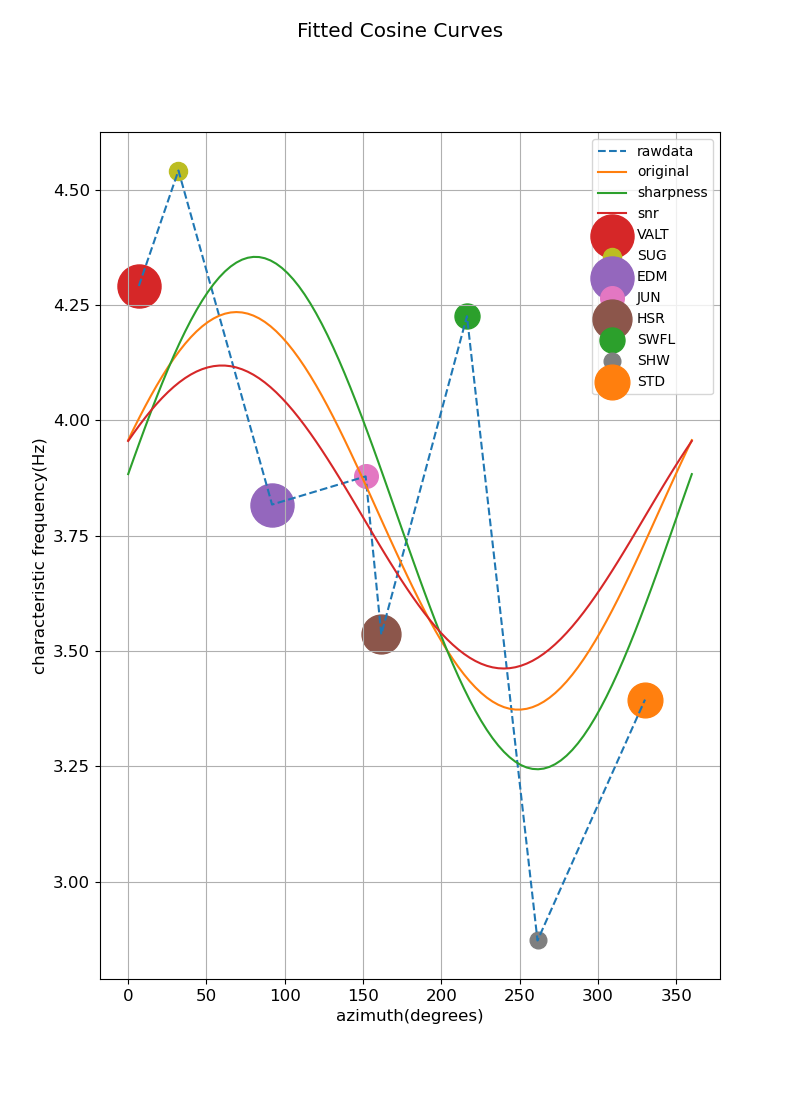 Fitted Cosine Curves
rawdata
original
sharpness
snr
VALT
SUG
EDM
JUN
HSR
SWFL
SHW
STD
characteristic frequency(Hz)
4.50
4.25
4.00
3.75
3.50
3.25
3.00
0 50 100 150 200 250 300 350
azimuth(degrees)